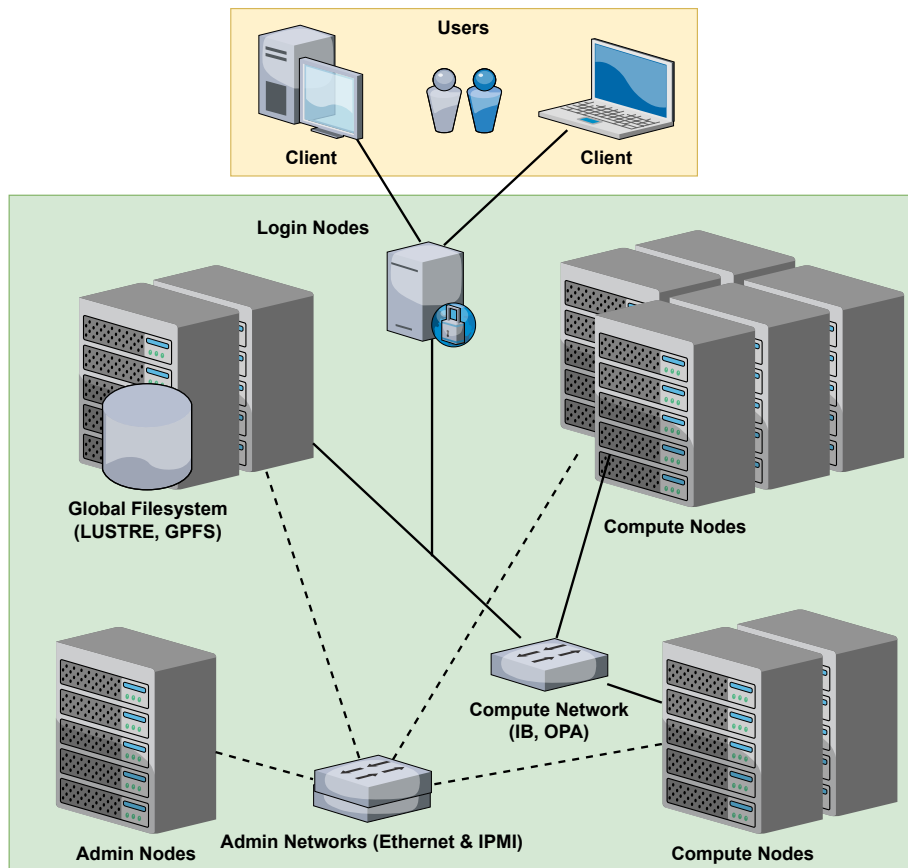 Users
Client
Client
Login Nodes
Global Filesystem
(LUSTRE, GPFS)
Compute Nodes
Compute Network
(IB, OPA)
Admin Nodes
Admin Networks (Ethernet & IPMI)
Compute Nodes